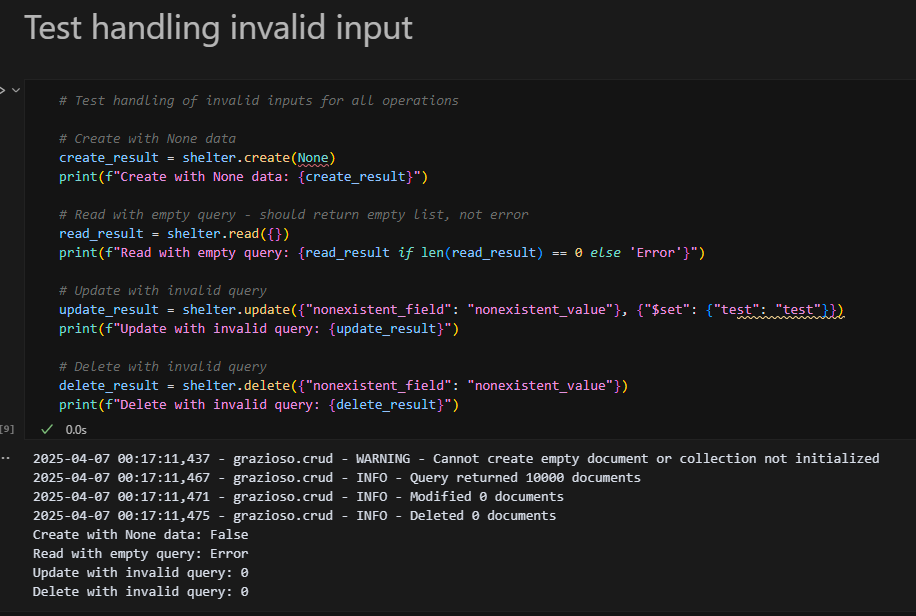 Test handling invalid input
# Test handling of invalid inputs for all operations
# Create with None data
create_result = shelter.create(None)
print(f"Create with None data: {create_result}")
# Read with empty query - should return empty list, not error
read_result = shelter.read({})
print(f"Read with empty query: {read_result if len(read_result) == 0 else 'Error'}")
# Update with invalid query
update_result = shelter.update({"nonexistent_field": "nonexistent_value"}, {"$set": {"test": "test"}})
print(f"Update with invalid query: {update_result}")
# Delete with invalid query
delete_result = shelter.delete({"nonexistent_field": "nonexistent_value"})
print(f"Delete with invalid query: {delete_result}")
[9]
0.0s
2025-04-07 00:17:11,437 - grazioso.crud - WARNING - Cannot create empty document or collection not initialized
2025-04-07 00:17:11,467 - grazioso.crud - INFO - Query returned 10000 documents
2025-04-07 00:17:11,471 - grazioso.crud - INFO - Modified 0 documents
2025-04-07 00:17:11,475 - grazioso.crud - INFO - Deleted 0 documents
Create with None data: False
Read with empty query: Error
Update with invalid query: 0
Delete with invalid query: 0